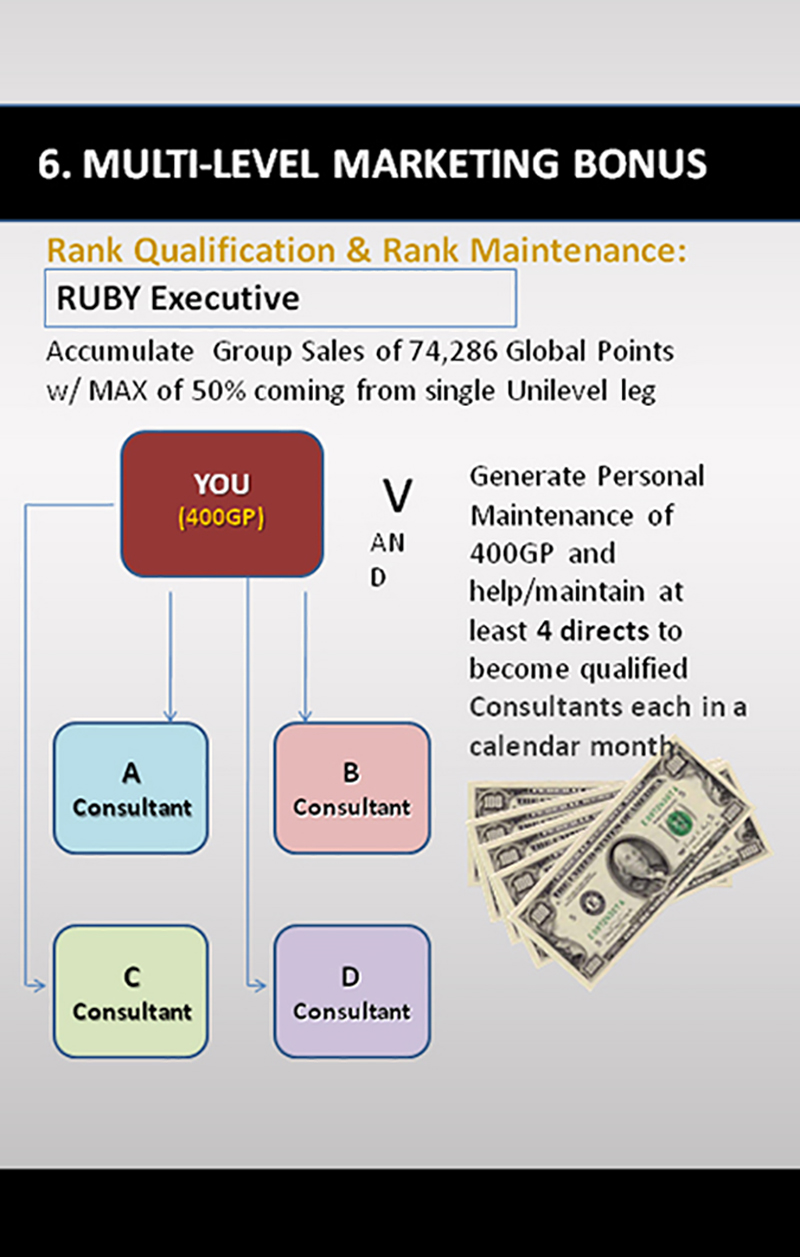 6. MULTI-LEVEL MARKETING BONUS
Rank Qualification & Rank Maintenance:
RUBY Executive
Accumulate Group Sales of 74,286 Global Points
w/ MAX of 50% coming from single Unilevel leg
YOU
(400GP)
V
AN
D
Generate Personal
Maintenance of
400GP and
help/maintain at
least 4 directs to
become qualified
Consultants each in a
calendar month.
A
Consultant
B
Consultant
C
Consultant
D
Consultant